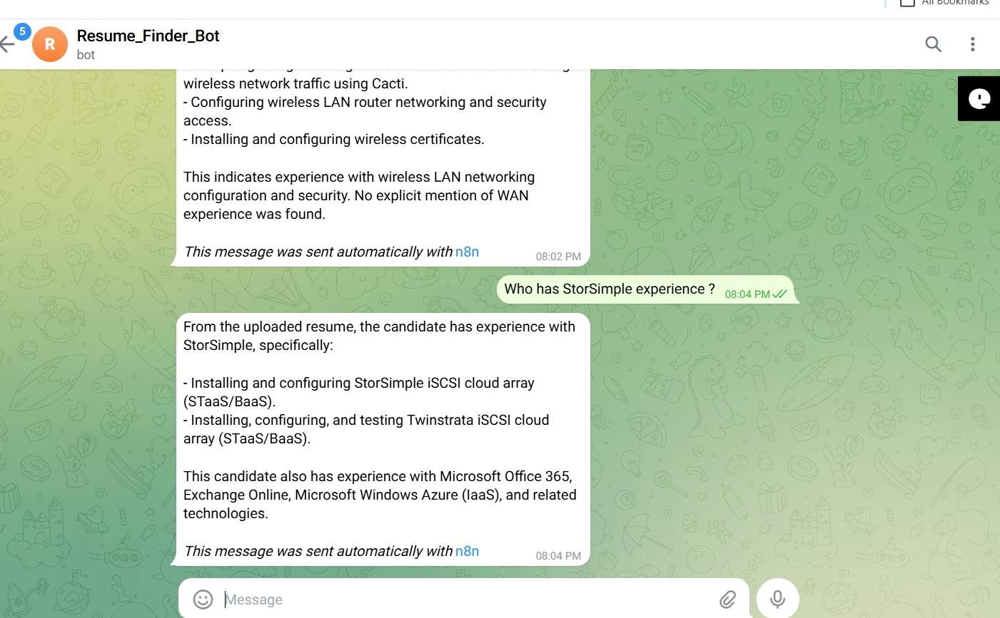 All Bookmarks
5
R
Resume_Finder_Bot
bot
wireless network traffic using Cacti.
- Configuring wireless LAN router networking and security
access.
- Installing and configuring wireless certificates.
This indicates experience with wireless LAN networking
configuration and security. No explicit mention of WAN
experience was found.
This message was sent automatically with n8n
08:02 PM
Who has StorSimple experience ?
08:04 PM
From the uploaded resume, the candidate has experience with
StorSimple, specifically:
- Installing and configuring StorSimple iSCSI cloud array
(STaaS/BaaS).
- Installing, configuring, and testing Twinstrata iSCSI cloud
array (STaaS/BaaS).
This candidate also has experience with Microsoft Office 365,
Exchange Online, Microsoft Windows Azure (IaaS), and related
technologies.
This message was sent automatically with n8n
08:04 PM
Message